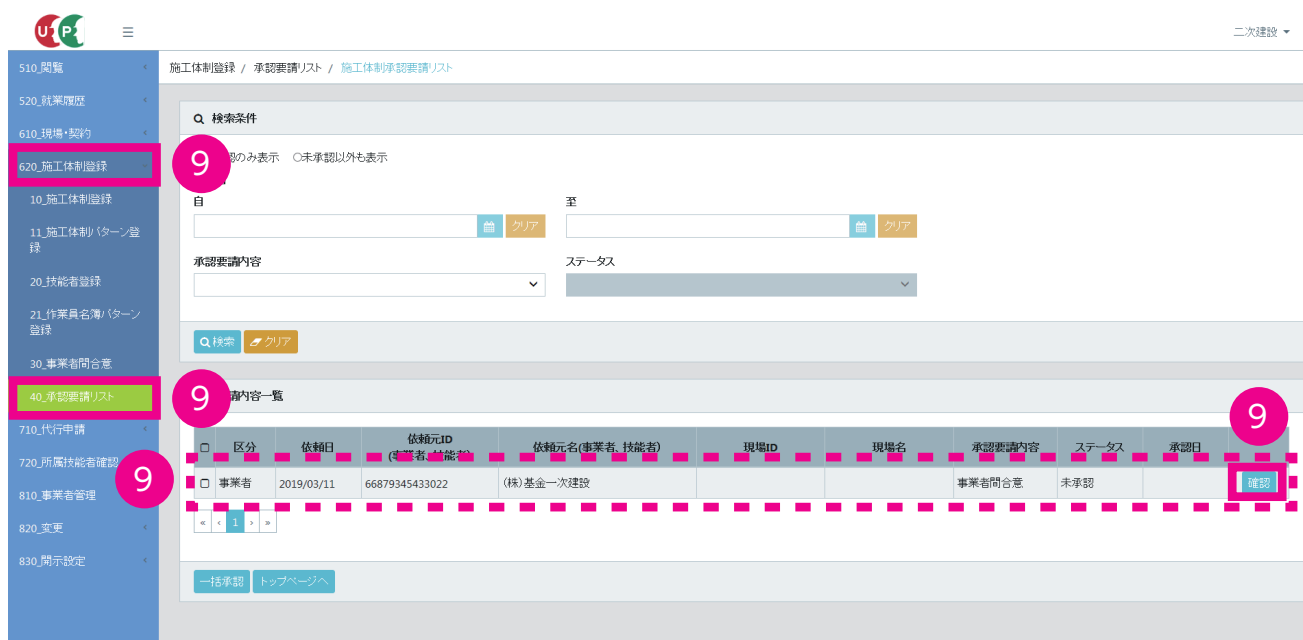 U P
二次建設
510_閲覧
520_就業履歴
610_現場・契約
620_施工体制登録
10_施工体制登録
11_施工体制パターン登
録
20_技能者登録
21_作業員名簿パターン
登録
30_事業者間合意
40_承認要請リスト
710_代行申請
720_所属技能者確認
810_事業者管理
820_変更
830_開示設定
9
9
9
施工体制登録 / 承認要請リスト / 施工体制承認要請リスト
検索条件
認のみ表示 ○未承認以外も表示
自 至
クリア クリア
承認要請内容 ステータス
検索 クリア
請内容一覧
9
区分 依頼日 依頼元ID
(事業者、技能者) 依頼元名(事業者、技能者) 現場ID 現場名 承認要請内容 ステータス 承認日
事業者 2019/03/11 66879345433022 (株)基金一次建設 事業者間合意 未承認 確認
« ‹ 1 › »
一括承認 トップページへ